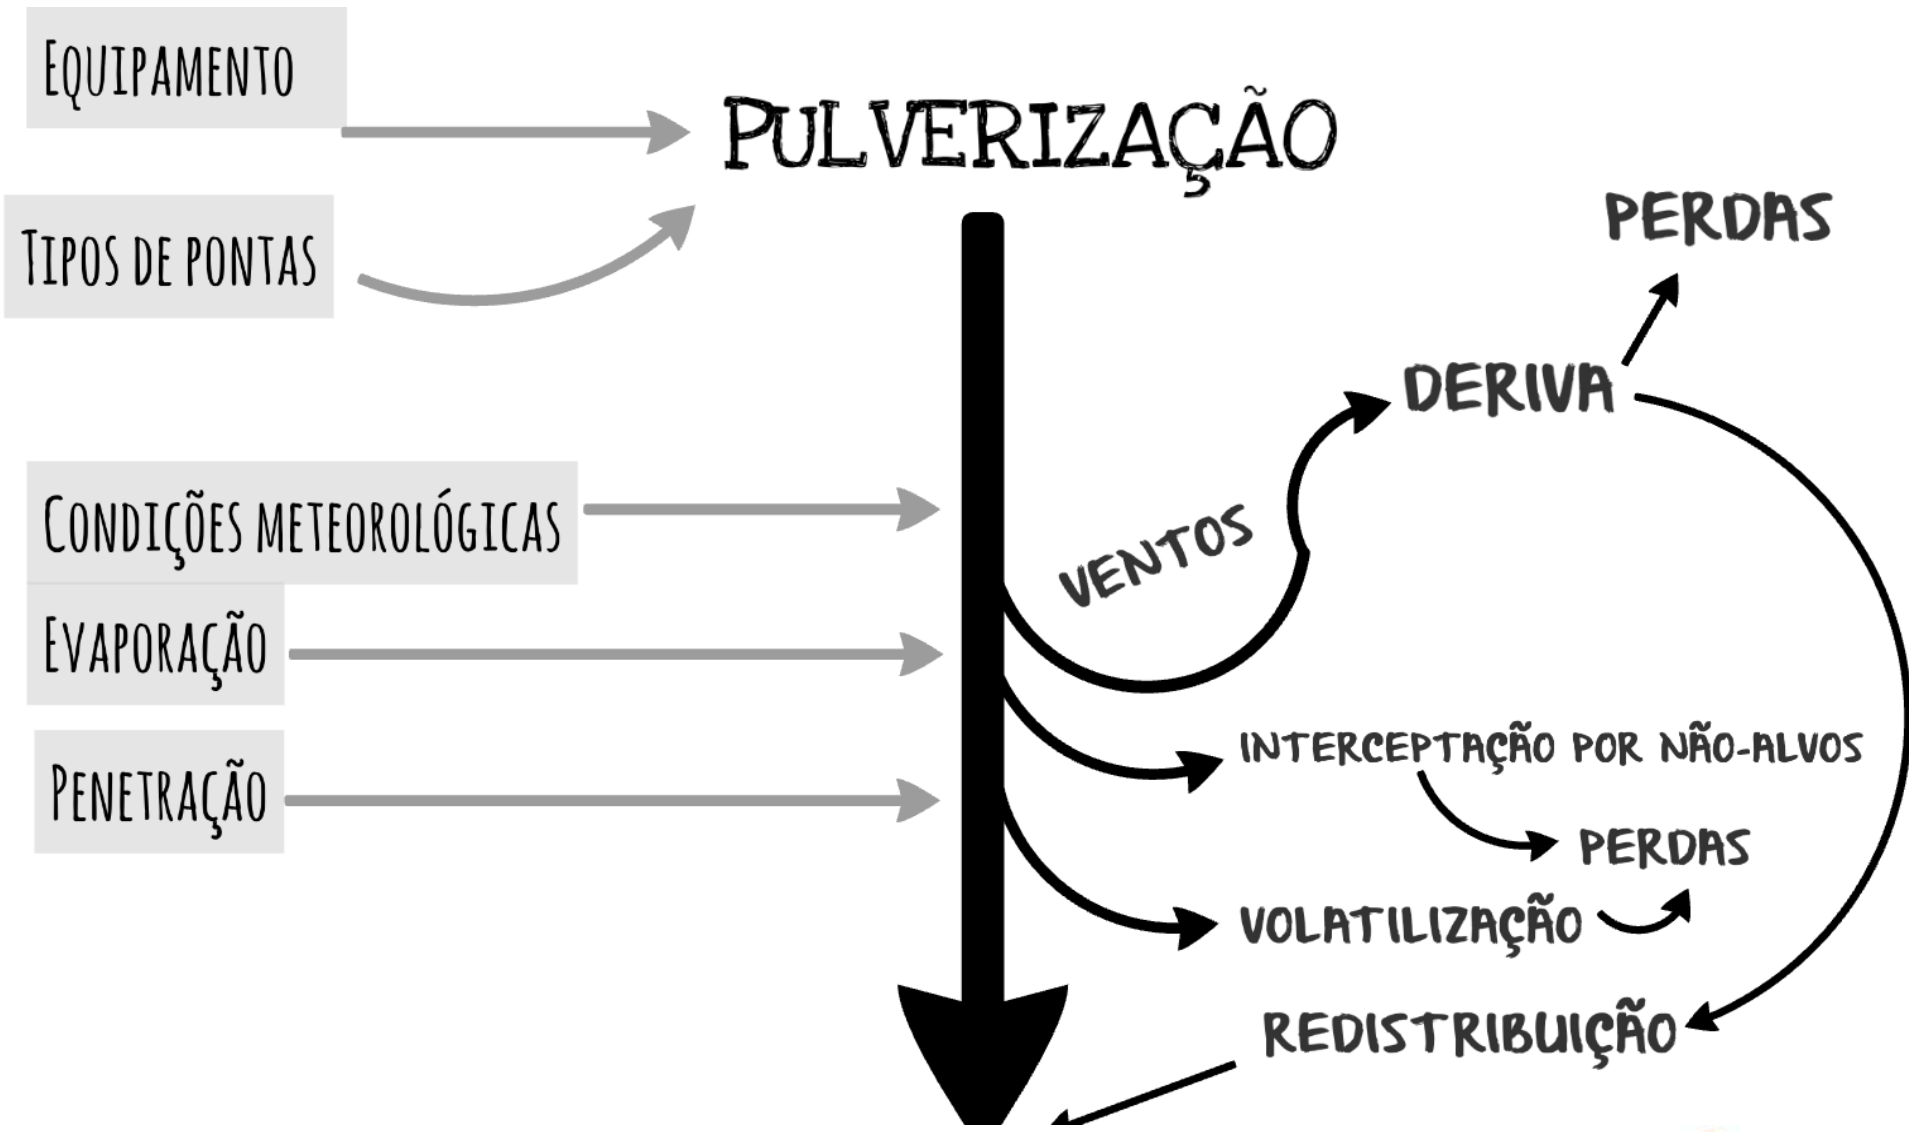 EQUIPAMENTO
PULVERIZAÇÃO
TIPOS DE PONTAS
PERDAS
DERIVA
CONDIÇÕES METEOROLÓGICAS
VENTOS
EVAPORAÇÃO
INTERCEPTAÇÃO POR NÃO-ALVOS
PENETRAÇÃO
PERDAS
VOLATILIZAÇÃO
REDISTRIBUIÇÃO